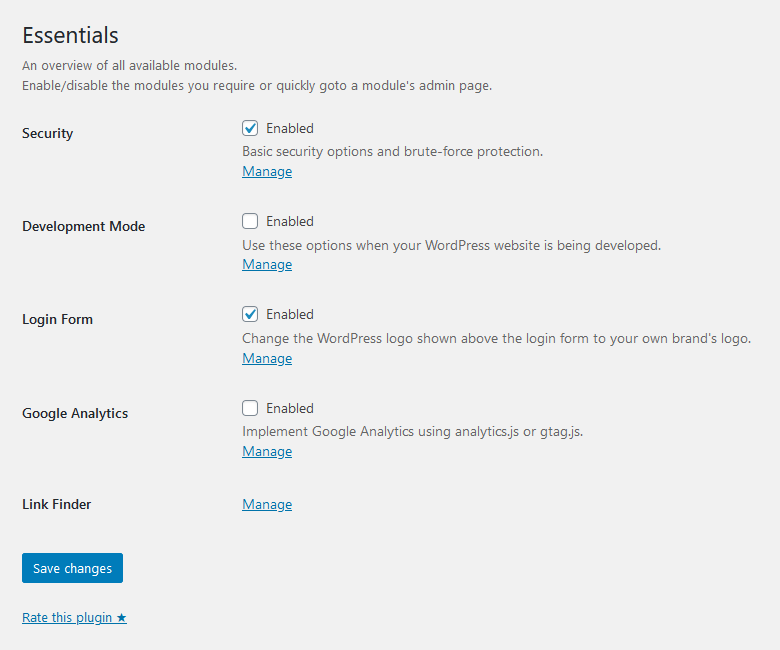 Essentials
An overview of all available modules.
Enable/disable the modules you require or quickly goto a module's admin page.
Security
Enabled
Basic security options and brute-force protection.
Manage
Development Mode
Enabled
Use these options when your WordPress website is being developed.
Manage
Login Form
Enabled
Change the WordPress logo shown above the login form to your own brand's logo.
Manage
Google Analytics
Enabled
Implement Google Analytics using analytics.js or gtag.js.
Manage
Link Finder
Manage
Save changes
Rate this plugin ★